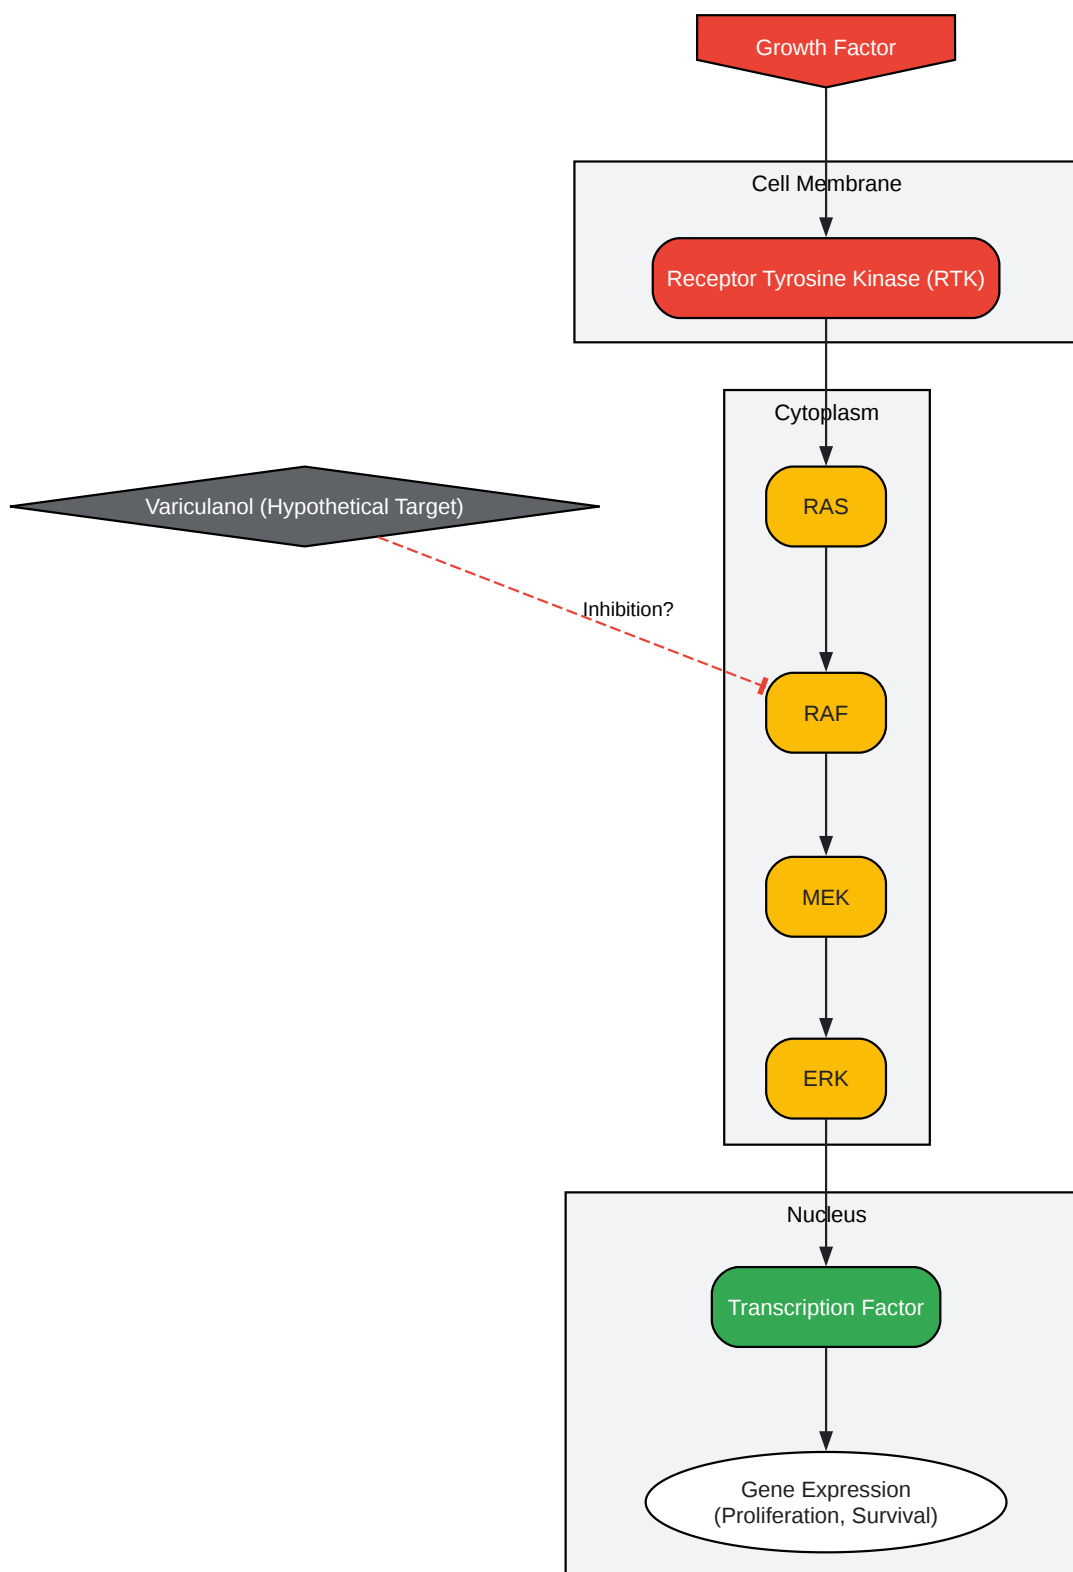 Growth Factor
Cell Membrane
Receptor Tyrosine Kinase (RTK)
Cytoplasm
Variculanol (Hypothetical Target)
RAS
Inhibition?
RAF
MEK
ERK
Nucleus
Transcription Factor
Gene Expression
(Proliferation, Survival)